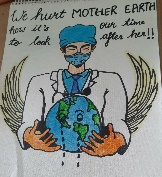 We hurt MOTHER EARTH
now it's our time
to look after her!!